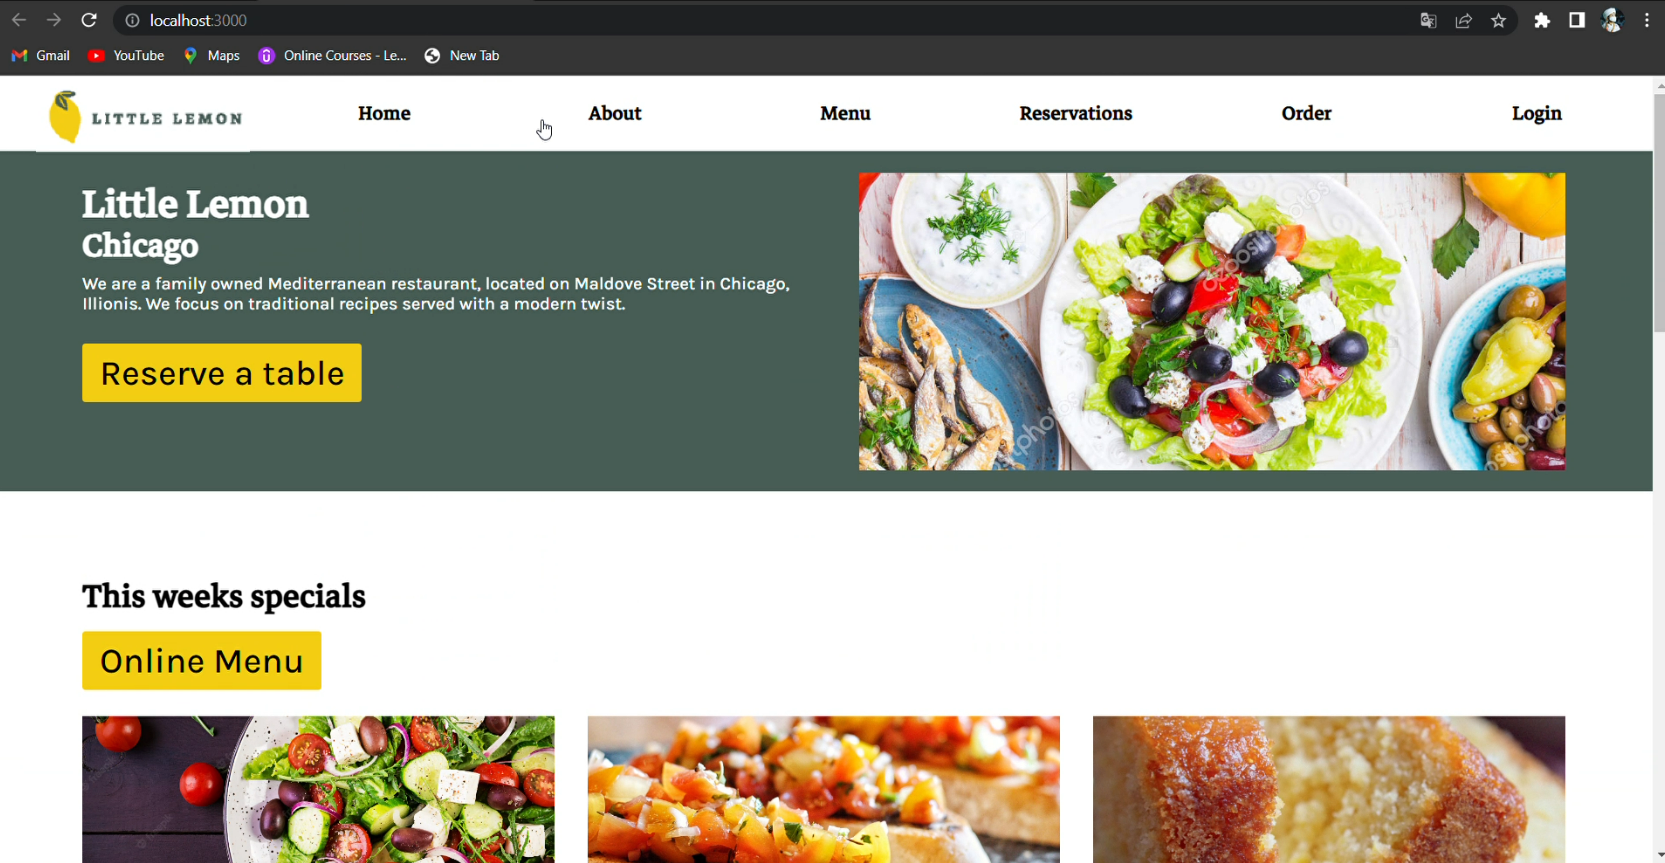 localhost:3000
Gmail YouTube Maps Online Courses - Le... New Tab
LITTLE LEMON Home About Menu Reservations Order Login
Little Lemon
Chicago
We are a family owned Mediterranean restaurant, located on Maldove Street in Chicago,
Illionis. We focus on traditional recipes served with a modern twist.
Reserve a table
This weeks specials
Online Menu